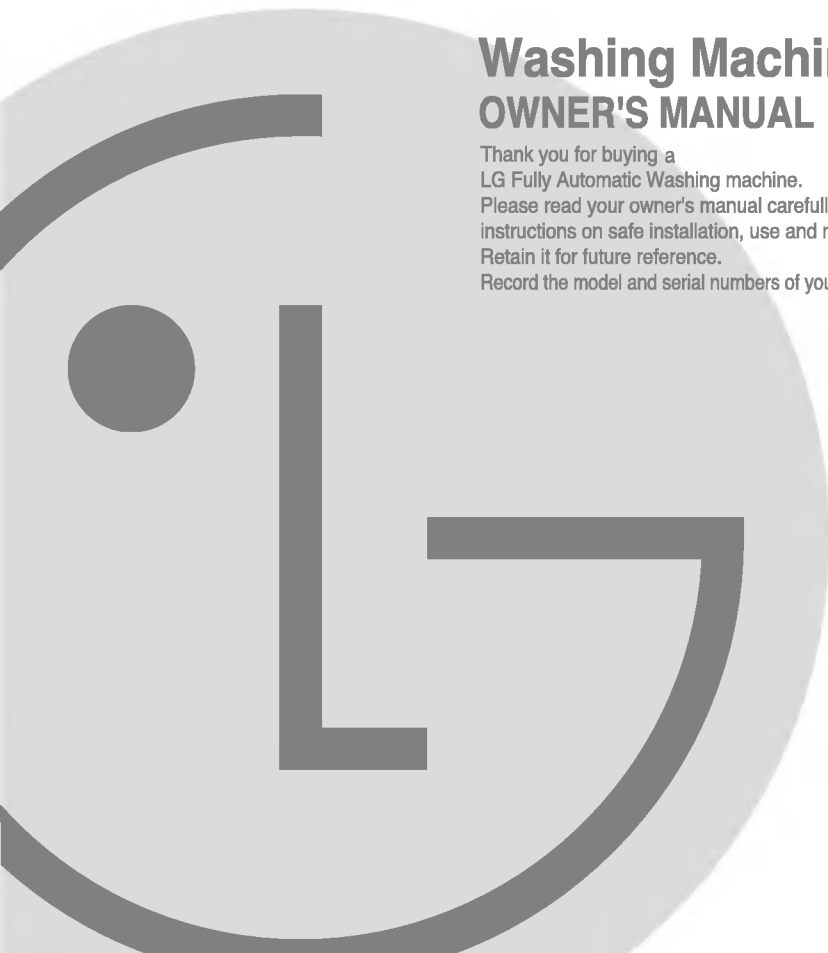 Washing Machin
OWNER'S MANUAL
Thank you for buying a
LG Fully Automatic Washing machine.
Please read your owner's manual carefull
instructions on safe installation, use and
Retain it for future reference.
Record the model and serial numbers of you